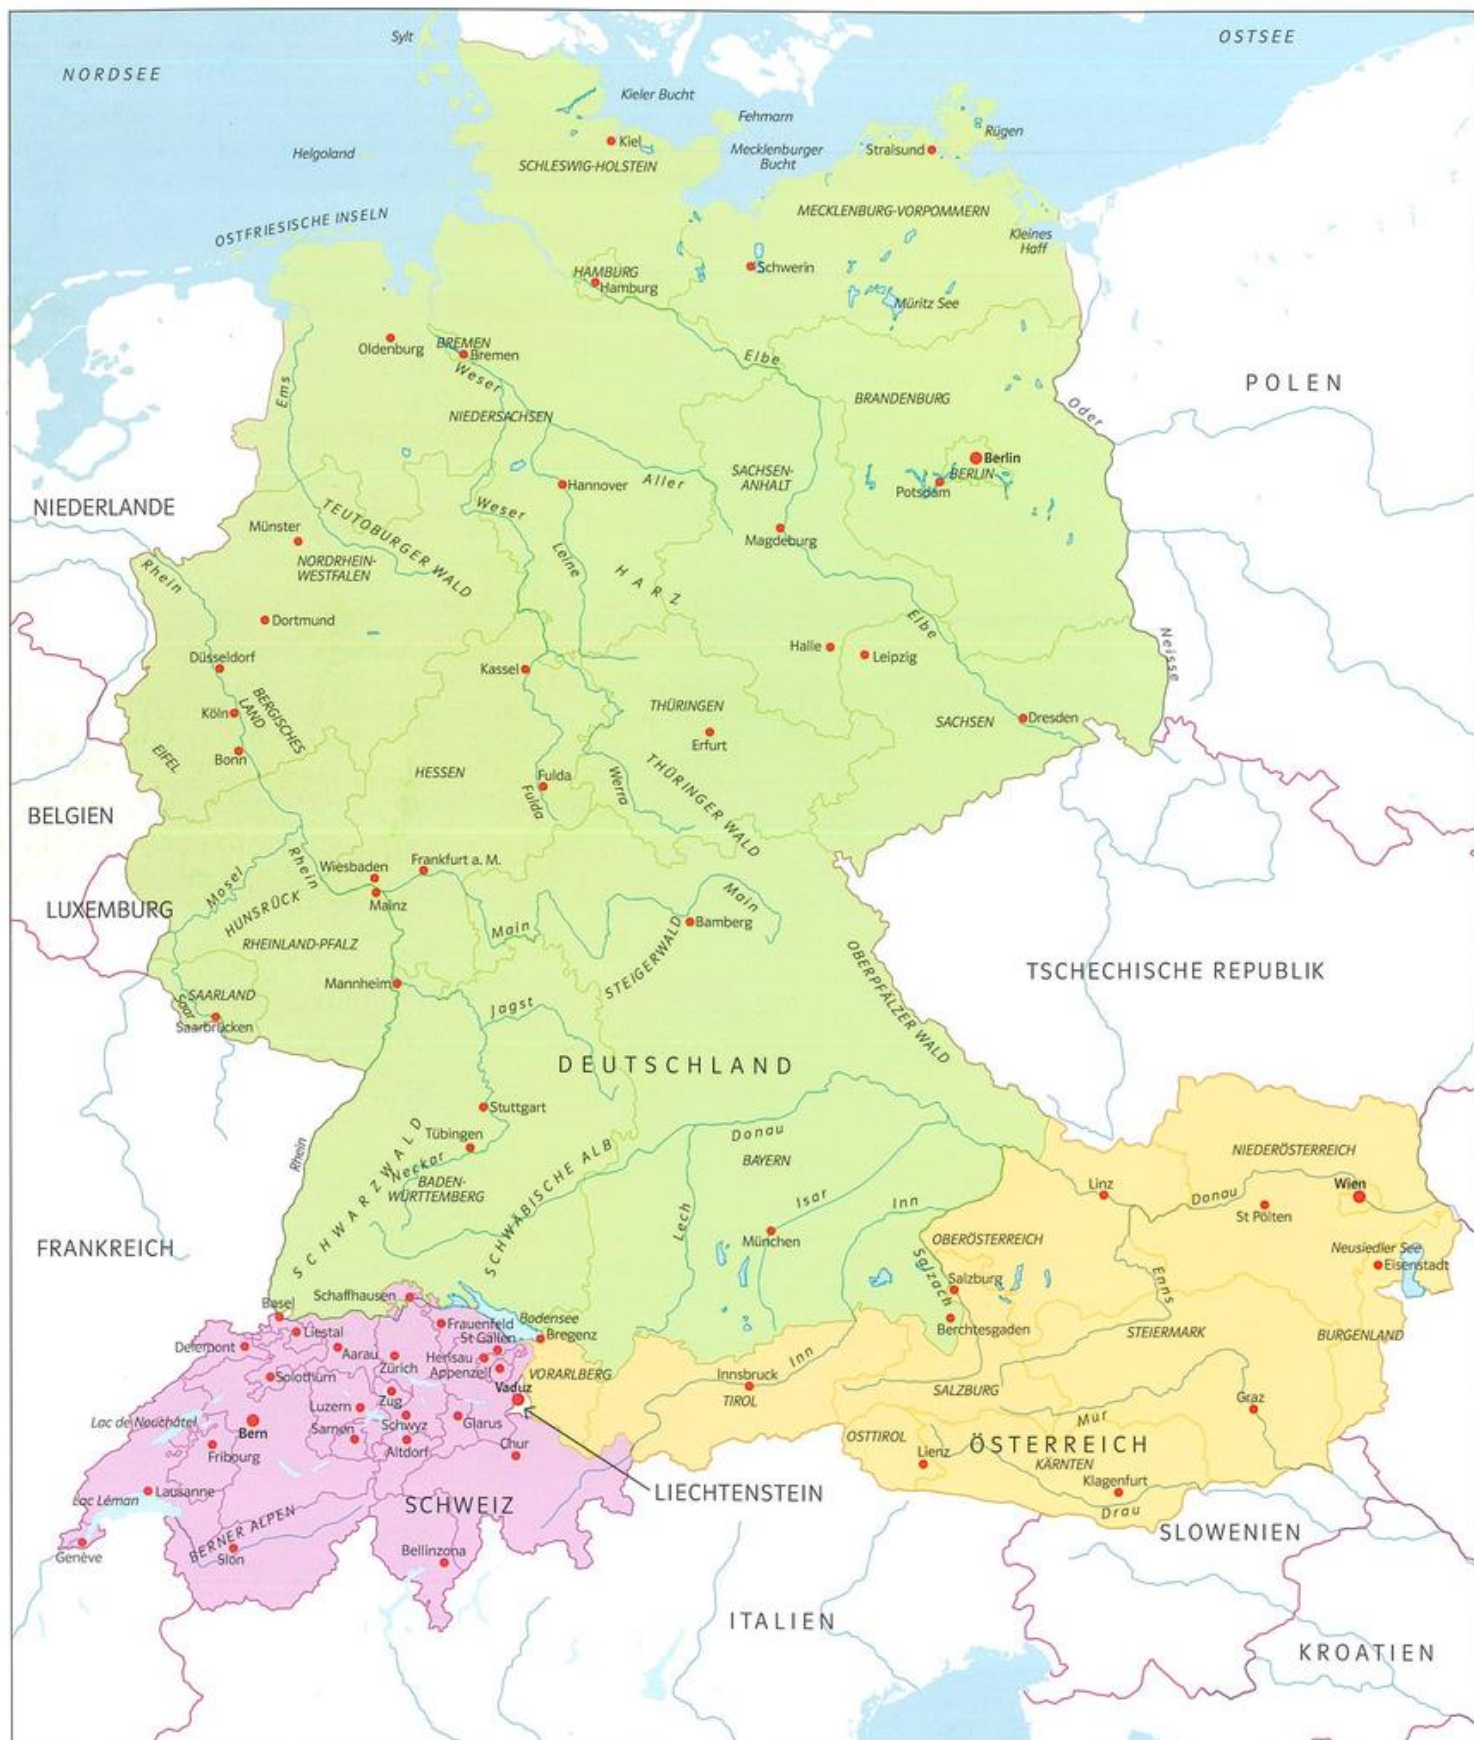 Sylt
OSTSEE
NORDSEE
Kieler Bucht
Fehmarn
Rügen
Kiel
Helgoland
Mecklenburger
Bucht
Stralsund
SCHLESWIG-HOLSTEIN
MECKLENBURG-VORPOMMERN
OSTFRIESISCHE INSELN
Kleines
Haff
HAMBURG
Hamburg
Schwerin
Müritz See
Oldenburg
BREMEN
Bremen
Weser
Elbe
Ems
POLEN
BRANDENBURG
Oder
NIEDERSACHSEN
Berlin
BERLIN
Potsdam
SACHSEN-
ANHALT
Aller
Hannover
NIEDERLANDE
Weser
TEUTOBURGER WALD
Münster
Magdeburg
NORDRHEIN-
WESTFALEN
Leine
HARZ
Rhein
Dortmund
Elbe
Neisse
Halle
Leipzig
Düsseldorf
Kassel
Köln
BERGISCHES
LAND
THÜRINGEN
SACHSEN
Dresden
Erfurt
EIFEL
Bonn
HESSEN
Fulda
Fulda
Werra
THÜRINGER WALD
BELGIEN
Rhein
Wiesbaden
Frankfurt a. M.
Mosel
Mainz
LUXEMBURG
HUNSRÜCK
Main
Main
Bamberg
RHEINLAND-PFALZ
STEIGERWALD
OBERPFÄLZER WALD
TSCHECHISCHE REPUBLIK
Mannheim
SAARLAND
Saar
Saarbrücken
Jagst
DEUTSCHLAND
Stuttgart
Tübingen
Neckar
Rhein
SCHWARZWALD
BADEN-
WÜRTTEMBERG
SCHWÄBISCHE ALB
Donau
BAYERN
Isar
Inn
Lech
München
Linz
NIEDERÖSTERREICH
Donau
Wien
St Pölten
FRANKREICH
OBERÖSTERREICH
Neusiedler See
Eisenstadt
Salzach
Salzburg
Enns
Berchtesgaden
STEIERMARK
BURGENLAND
Schaffhausen
Basel
Bodensee
Liestal
Frauenfeld
St Gallen
Bregenz
Delemont
Aarau
Zürich
Herisau
Appenzell
VORARLBERG
Inn
Innsbruck
TIROL
Solothurn
Vaduz
SALZBURG
Graz
Luzern
Zug
Lac de Neuchâtel
Bern
Sarnen
Schwyz
Glarus
Mur
OSTTIROL
ÖSTERREICH
Fribourg
Altdorf
Chur
Lienz
KÄRNTEN
Klagenfurt
Lausanne
Lac Léman
SCHWEIZ
LIECHTENSTEIN
Drau
BERNER ALPEN
SLOWENIEN
Genève
Sion
Bellinzona
ITALIEN
KROATIEN